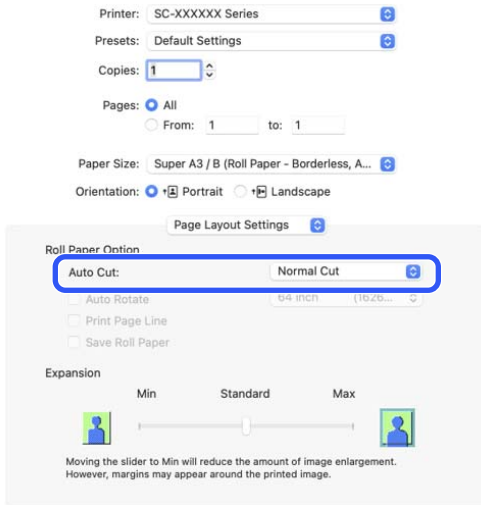 Printer: SC-XXXXXX Series
Presets: Default Settings
Copies: 1
Pages: All
From: 1 to: 1
Paper Size: Super A3 / B (Roll Paper - Borderless, A...
Orientation: Portrait Landscape
Page Layout Settings
Roll Paper Option
Auto Cut: Normal Cut
Auto Rotate 64 inch (1626...
Print Page Line
Save Roll Paper
Expansion
Min Standard Max
Moving the slider to Min will reduce the amount of image enlargement.
However, margins may appear around the printed image.